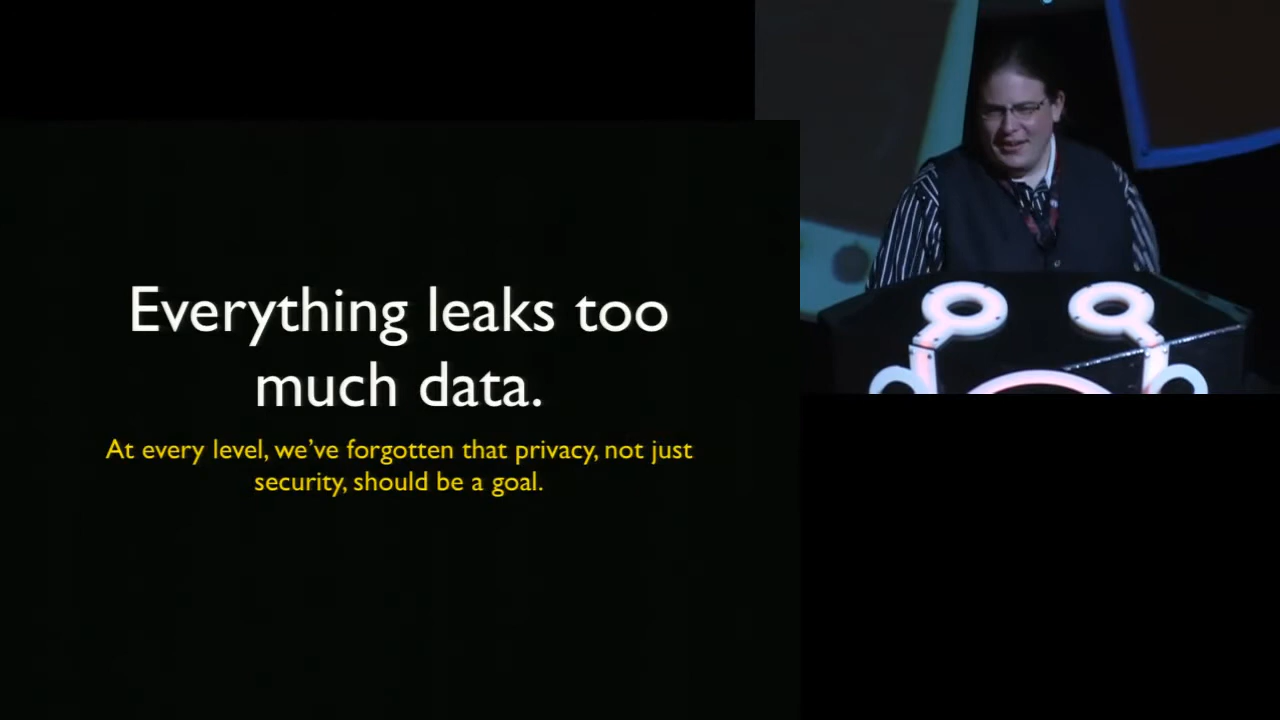 Everything leaks too
much data.
At every level, we've forgotten that privacy, not just
security, should be a goal.